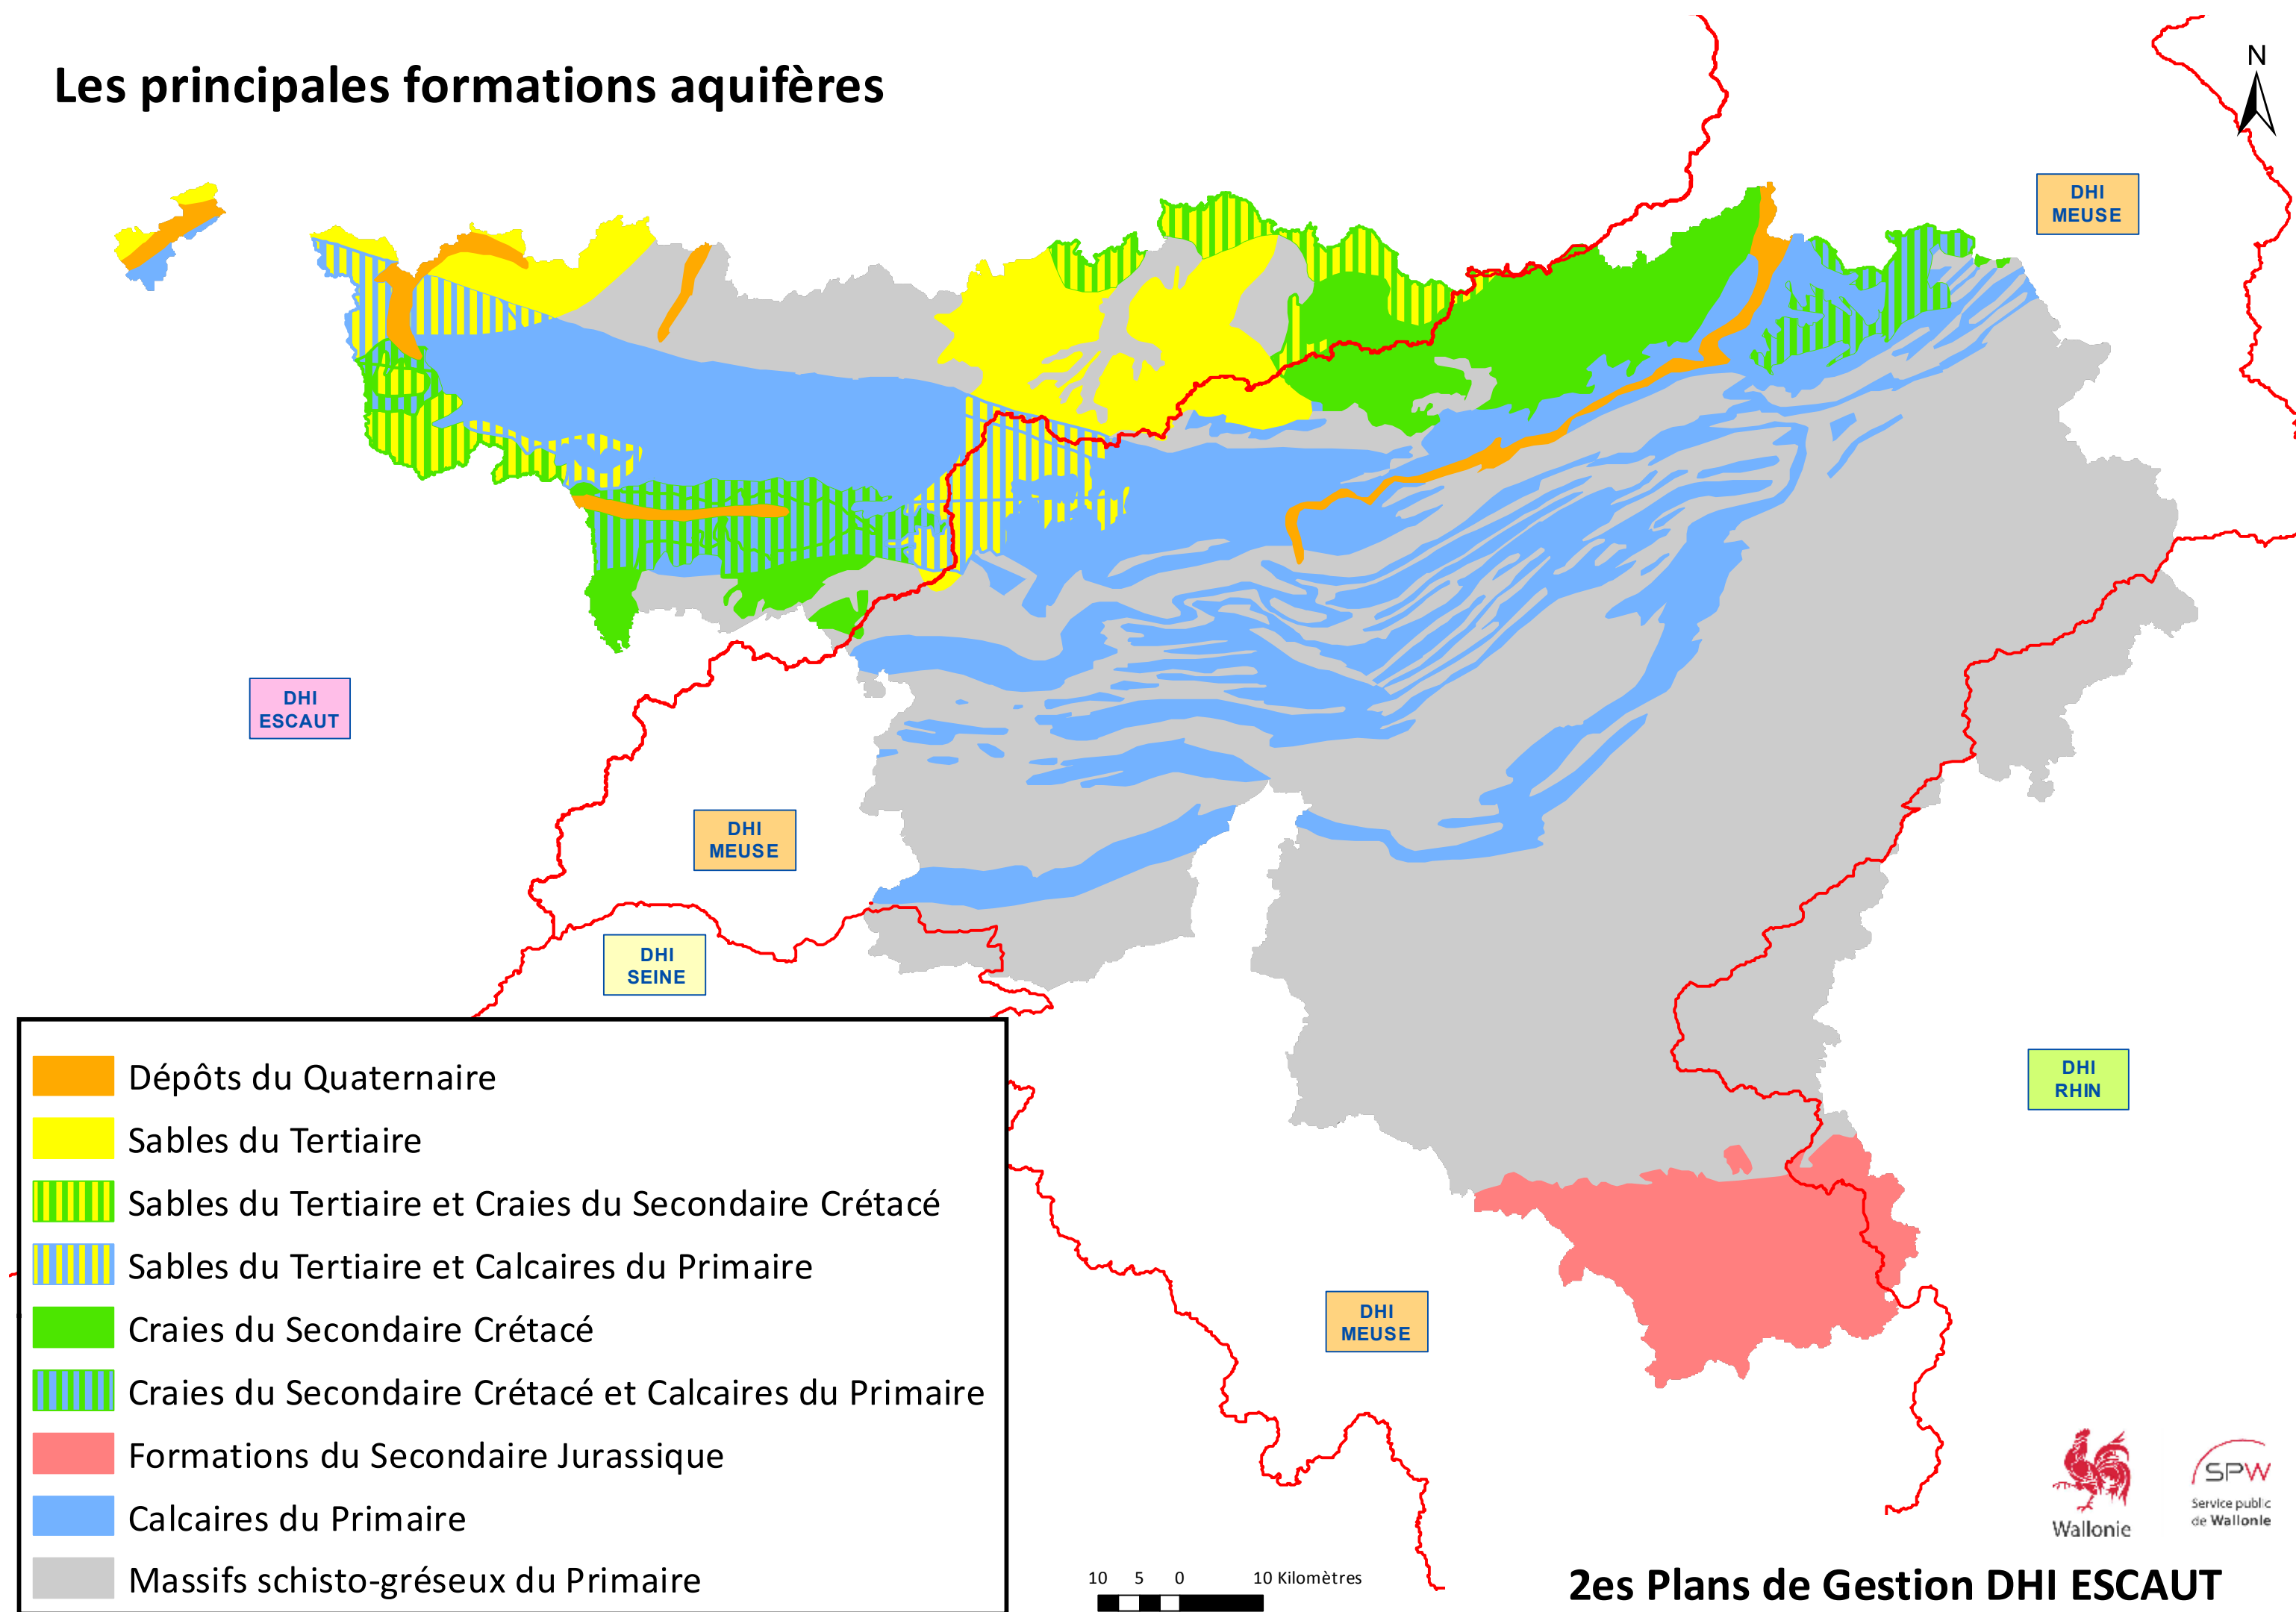 Les principales formations aquifères
N
DHI
MEUSE
DHI
ESCAUT
DHI
MEUSE
DHI
SEINE
DHI
RHIN
DHI
MEUSE
Dépôts du Quaternaire
Sables du Tertiaire
Sables du Tertiaire et Craies du Secondaire Crétacé
Sables du Tertiaire et Calcaires du Primaire
Craies du Secondaire Crétacé
Craies du Secondaire Crétacé et Calcaires du Primaire
Formations du Secondaire Jurassique
Calcaires du Primaire
Massifs schisto-gréseux du Primaire
10 5 0 10 Kilomètres
Wallonie
SPW
Service public
de Wallonie
2es Plans de Gestion DHI ESCAUT